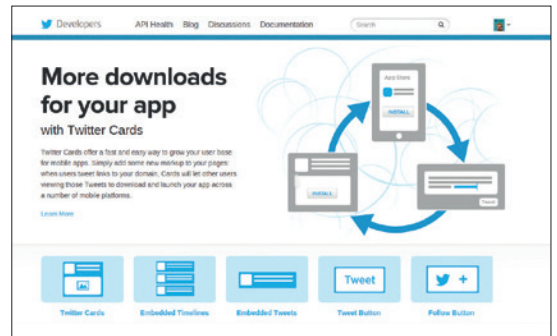 Developers API Health Blog Discussions Documentation Search
More downloads
for your app
with Twitter Cards
Twitter Cards offer a fast and easy way to grow your user base
for mobile apps. Simply add some new markup to your pages:
when users tweet links to your domain, Cards will let other users
viewing those Tweets to download and launch your app across
a number of mobile platforms.
Learn More
App Store
INSTALL
INSTALL
Tweet
Tweet
Twitter Cards Embedded Timelines Embedded Tweets Tweet Button Follow Button